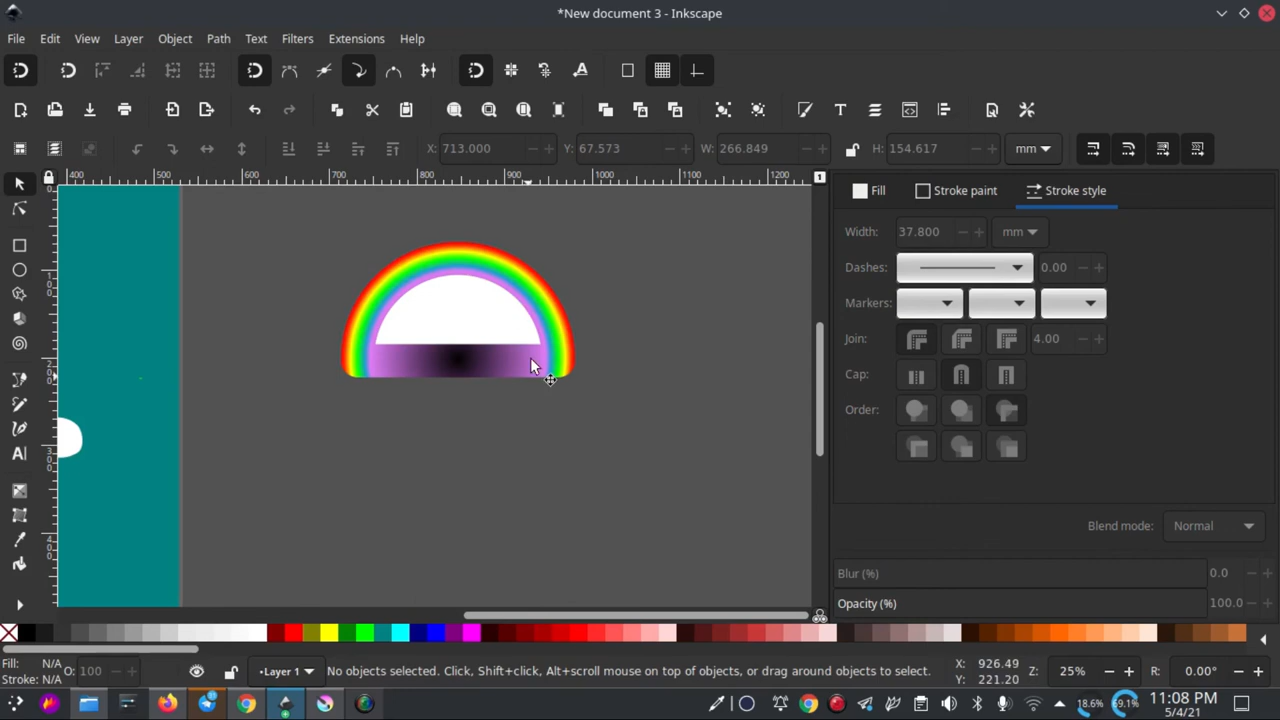 *New document 3 - Inkscape
File Edit View Layer Object Path Text Filters Extensions Help
X: 713.000 Y: 67.573 W: 266.849 H: 154.617 mm
400 500 600 700 800 900 1000 1100 1200 1
Fill Stroke paint Stroke style
Width: 37.800 mm
Dashes: 0.00
Markers:
Join: 4.00
Cap:
Order:
Blend mode: Normal
Blur (%) 0.0
Opacity (%) 100.0
Fill: N/A
Stroke: N/A
O: 100
•Layer 1
No objects selected. Click, Shift+click, Alt+scroll mouse on top of objects, or drag around objects to select.
X: 926.49
Y: 221.20
Z: 25% R: 0.00°
18.6% 69.1% 11:08 PM
5/4/21